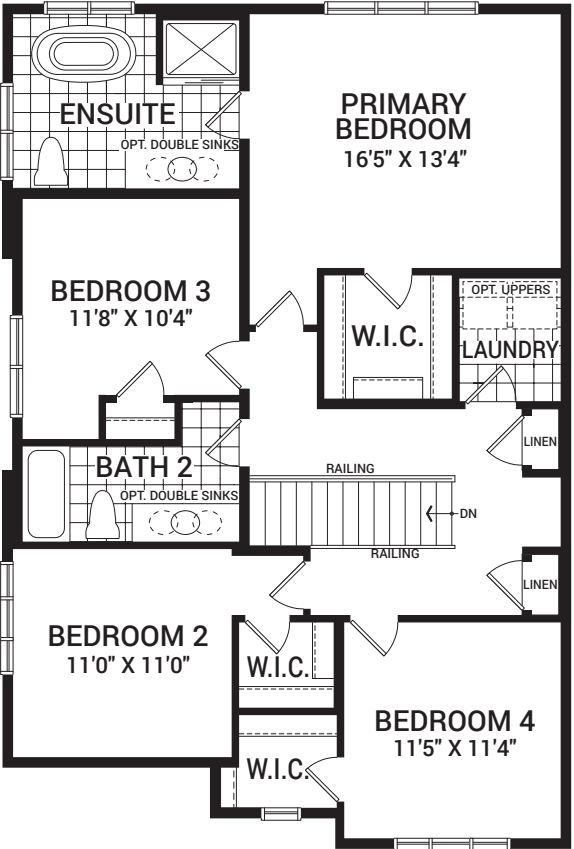 ENSUITE
OPT. DOUBLE SINKS
PRIMARY
BEDROOM
16'5" X 13'4"
BEDROOM 3
11'8" X 10'4"
W.I.C.
OPT. UPPERS
LAUNDRY
LINEN
BATH 2
OPT. DOUBLE SINKS
RAILING
DN
RAILING
LINEN
BEDROOM 2
11'0" X 11'0"
W.I.C.
BEDROOM 4
11'5" X 11'4"
W.I.C.